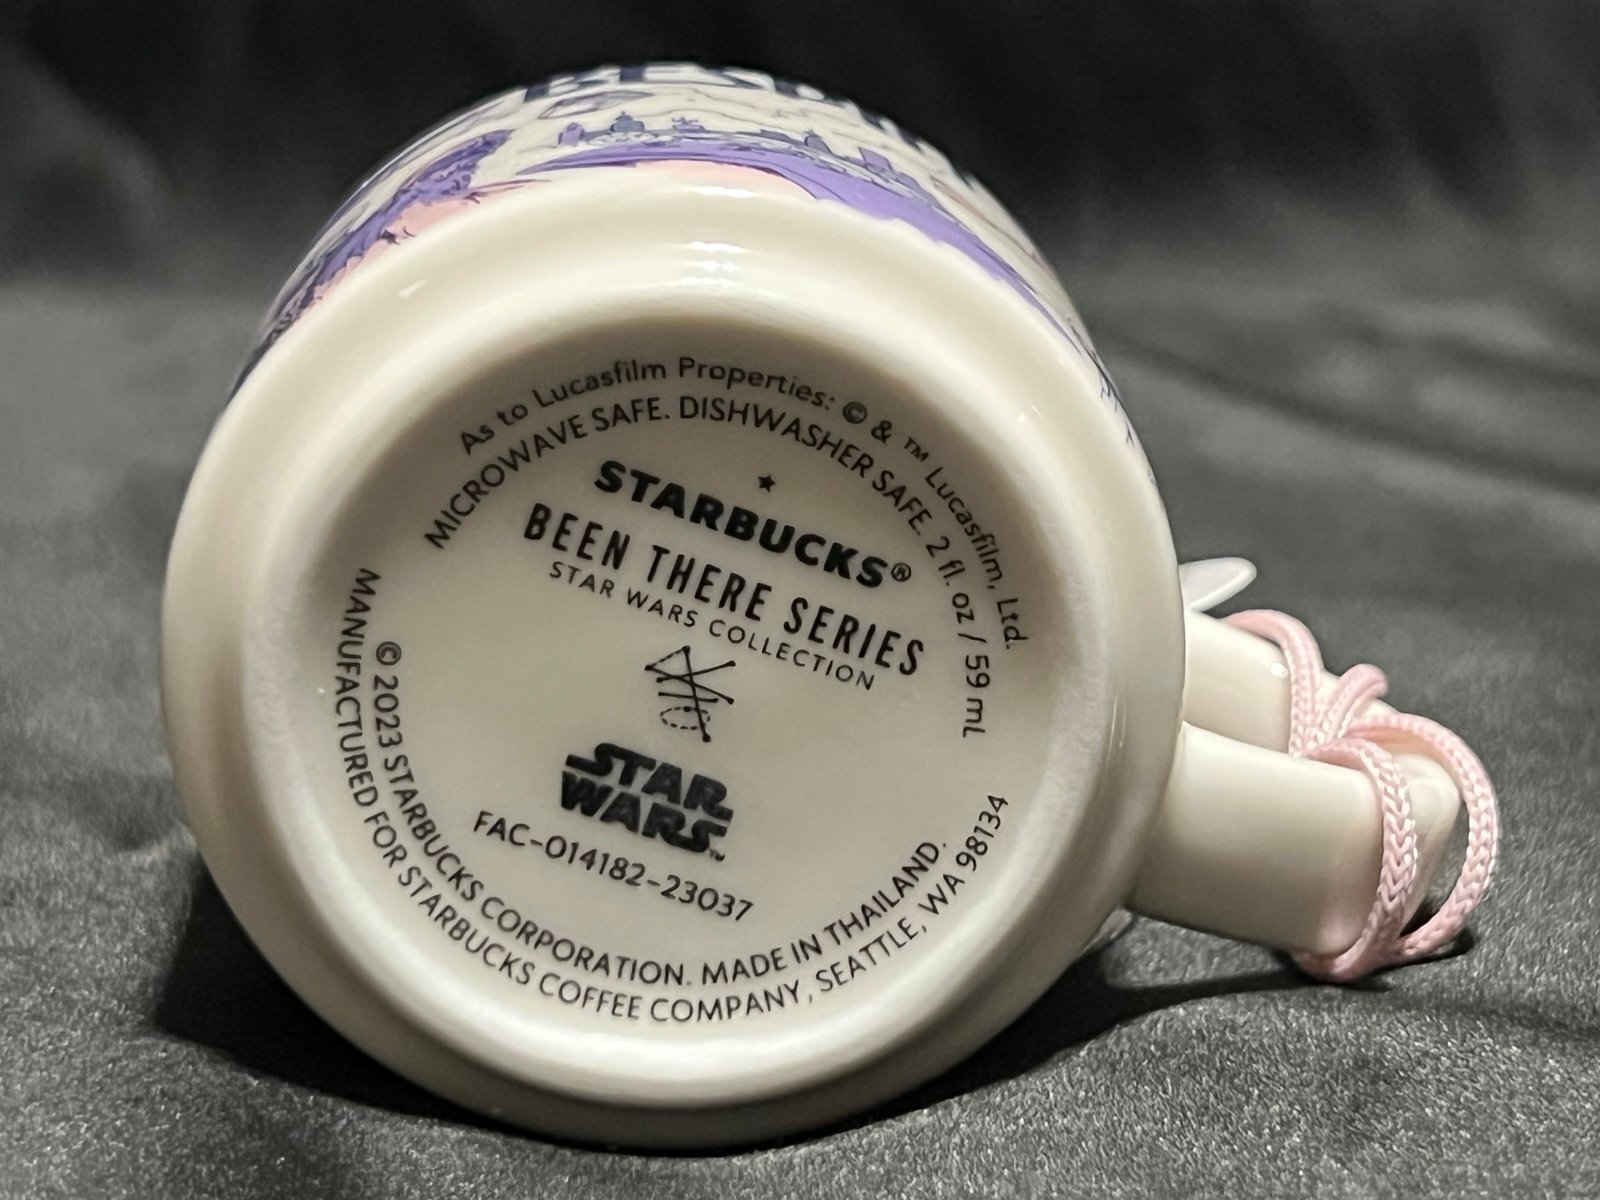 As to Lucasfilm Properties: © & ™ Lucasfilm, Ltd.
MICROWAVE SAFE. DISHWASHER SAFE. 2 fl. oz / 59 mL
STARBUCKS®
BEEN THERE SERIES
STAR WARS COLLECTION
STAR
WARS™
FAC-014182-23037
© 2023 STARBUCKS CORPORATION. MADE IN THAILAND.
MANUFACTURED FOR STARBUCKS COFFEE COMPANY, SEATTLE, WA 98134